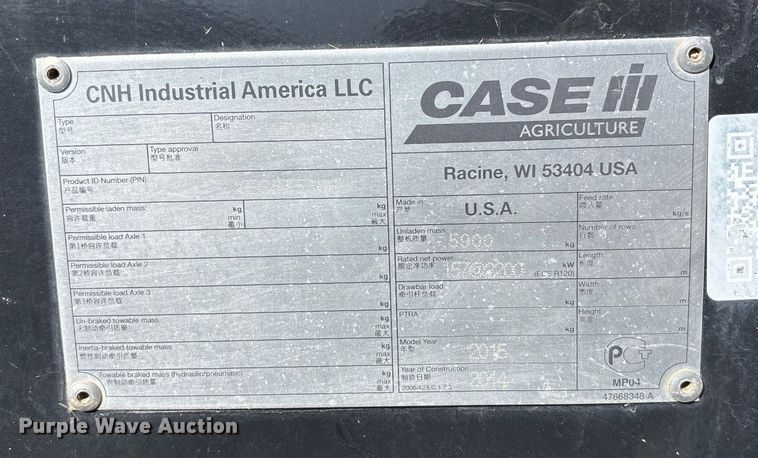 CNH Industrial America LLC
Type
型号
Designation
名称
Version
版本
Type approval
型号批准
Product ID Number (PIN)
产品编号
Permissible laden mass
容许载重
kg
min
最小
kg
max
最大
Permissible load Axle 1
第1桥容许负载
kg
Permissible load Axle 2
第2桥容许负载
kg
Permissible load Axle 3
第3桥容许负载
kg
Un-braked towable mass
无制动牵引质量
kg
max
最大
Inertia-braked towable mass
惯性制动牵引质量
kg
max
最大
Towable braked mass (hydraulic/pneumatic)
有制动牵引质量
kg
max
最大
CASE IH
AGRICULTURE
Racine, WI 53404 USA
Made in
产地
U.S.A.
Feed rate
喂入量
kg/s
Unladen mass
整机质量
5900
kg
Number of rows
行数
Rated net power
额定净功率
kW
(ECE R120)
Length
长度
m
Drawbar load
牵引杆负载
kg
Width
宽度
m
PTRA
kg
Height
高度
m
Model Year
年型
2015
Year of Construction
制造日期
2014
2006/42/EC 1.7.3
PCT
MP04
47668348 A
Purple Wave Auction